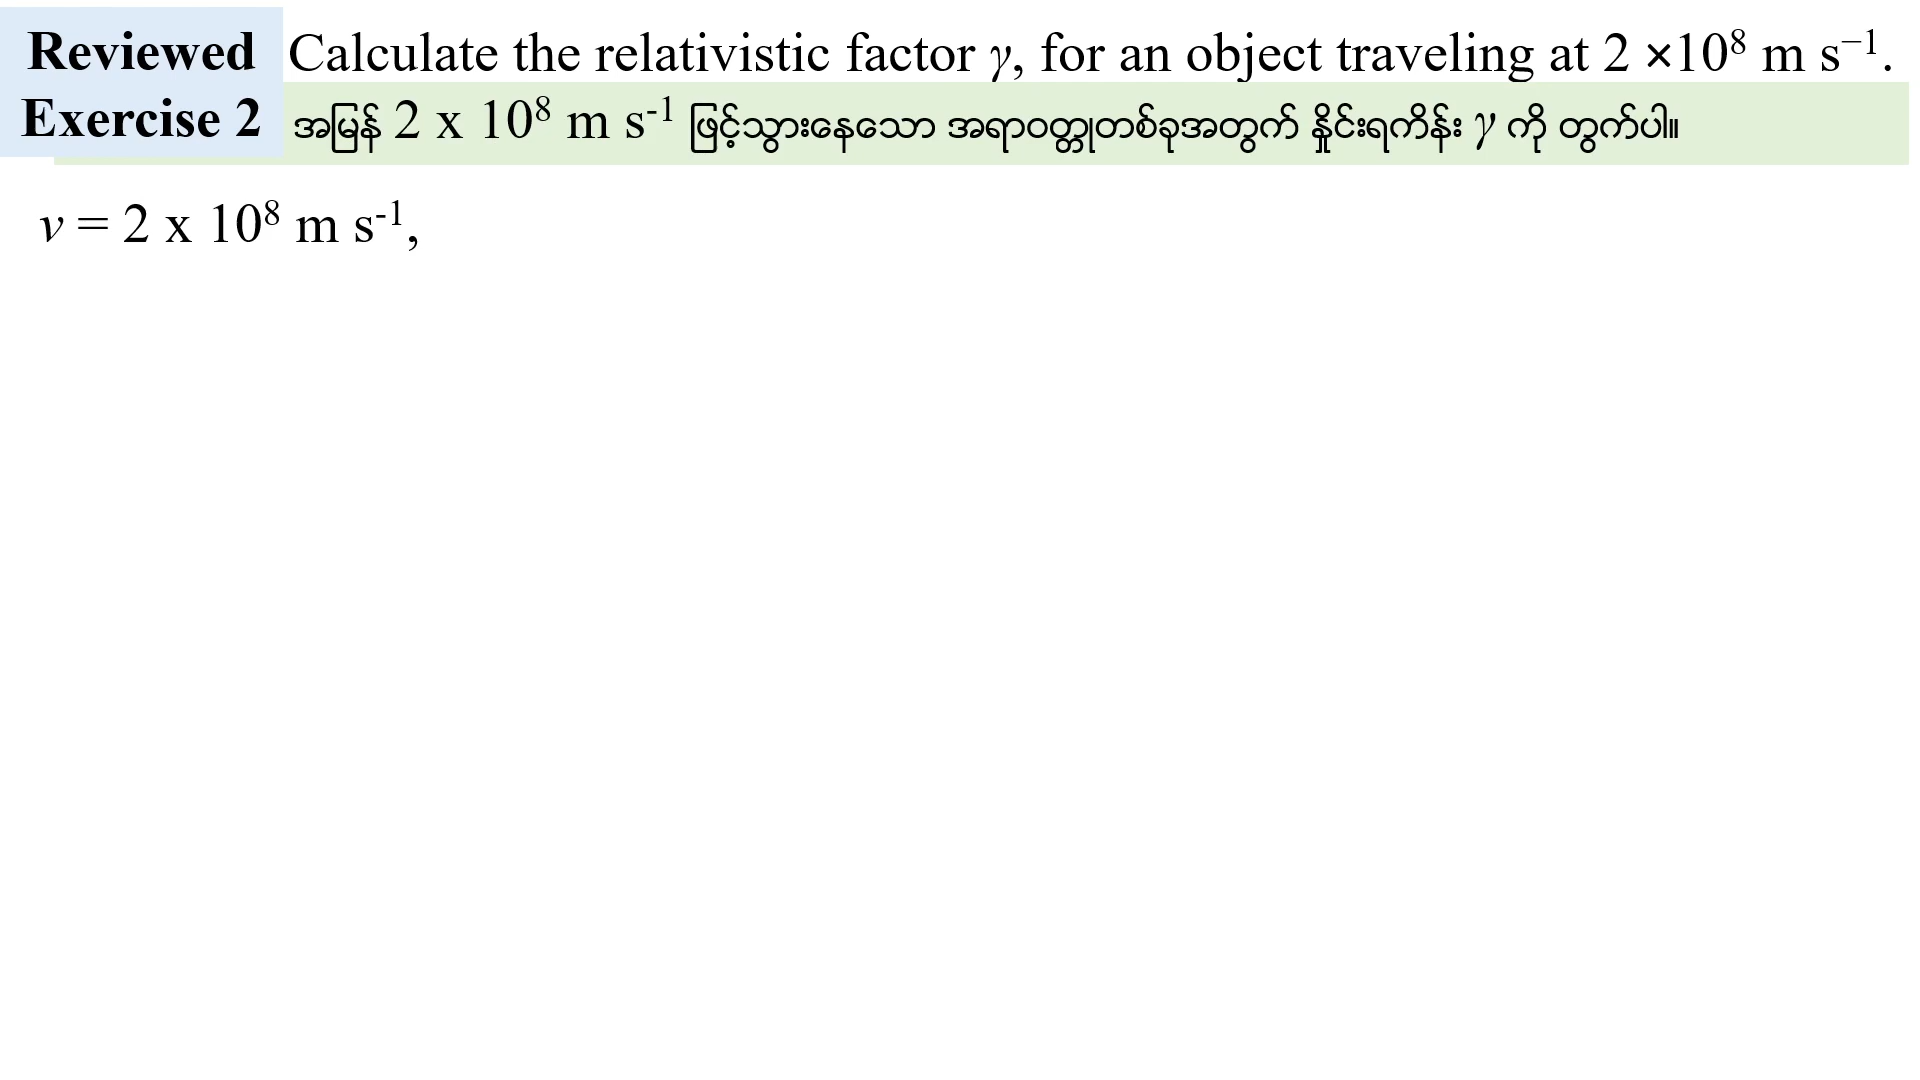 Reviewed Exercise 2
Calculate the relativistic factor γ, for an object traveling at 2 ×10⁸ m s⁻¹.
အမြန် 2 x 10⁸ m s⁻¹ ဖြင့်သွားနေသော အရာဝတ္တုတစ်ခုအတွက် နှိုင်းရကိန်း γ ကို တွက်ပါ။
v = 2 x 10⁸ m s⁻¹,